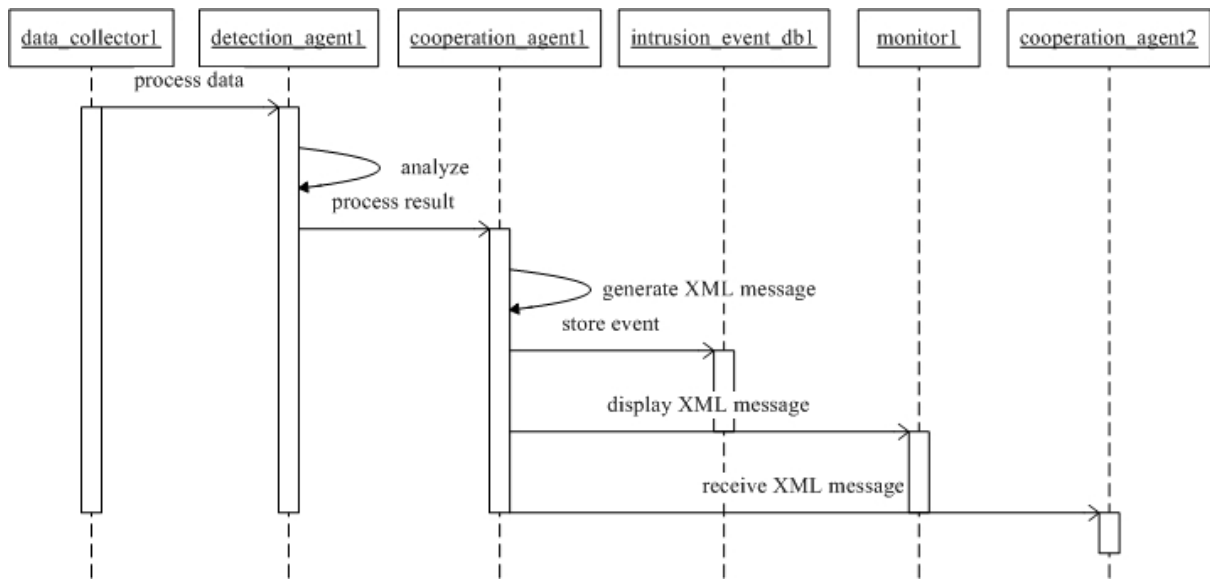 data_collector1
detection_agent1
cooperation_agent1
intrusion_event_db1
monitor1
cooperation_agent2
process data
analyze
process result
generate XML message
store event
display XML message
receive XML message